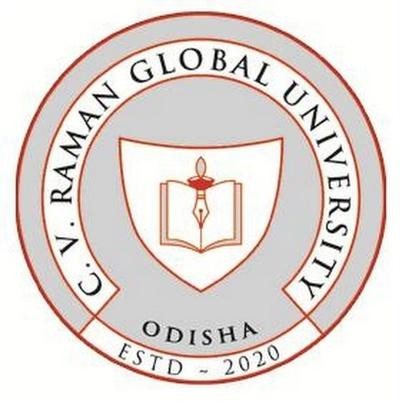 C. V. RAMAN GLOBAL UNIVERSITY
ODISHA
ESTD ~ 2020